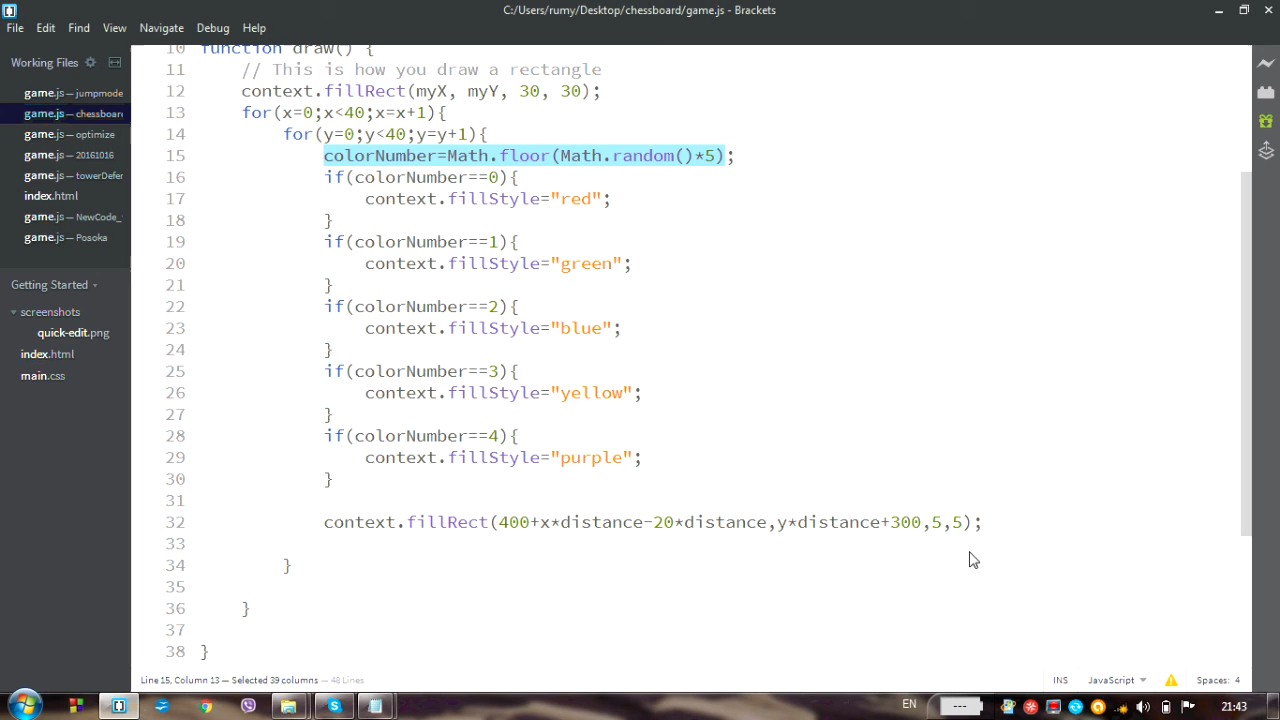 C:/Users/rumy/Desktop/chessboard/game.js - Brackets
File Edit Find View Navigate Debug Help
Working Files
game.js — jumpmode
game.js — chessboard
game.js — optimize
game.js — 20161016
game.js — towerDefen
index.html
game.js — NewCode_
game.js — Posoka
Getting Started
screenshots
quick-edit.png
index.html
main.css
10 function draw() {
11 // This is how you draw a rectangle
12 context.fillRect(myX, myY, 30, 30);
13 for(x=0;x<40;x=x+1){
14 for(y=0;y<40;y=y+1){
15 colorNumber=Math.floor(Math.random()*5);
16 if(colorNumber==0){
17 context.fillStyle="red";
18 }
19 if(colorNumber==1){
20 context.fillStyle="green";
21 }
22 if(colorNumber==2){
23 context.fillStyle="blue";
24 }
25 if(colorNumber==3){
26 context.fillStyle="yellow";
27 }
28 if(colorNumber==4){
29 context.fillStyle="purple";
30 }
31
32 context.fillRect(400+x*distance-20*distance,y*distance+300,5,5);
33
34 }
35
36 }
37
38 }
Line 15, Column 13 — Selected 39 columns — 48 Lines
INS JavaScript Spaces: 4
EN --- 21:43